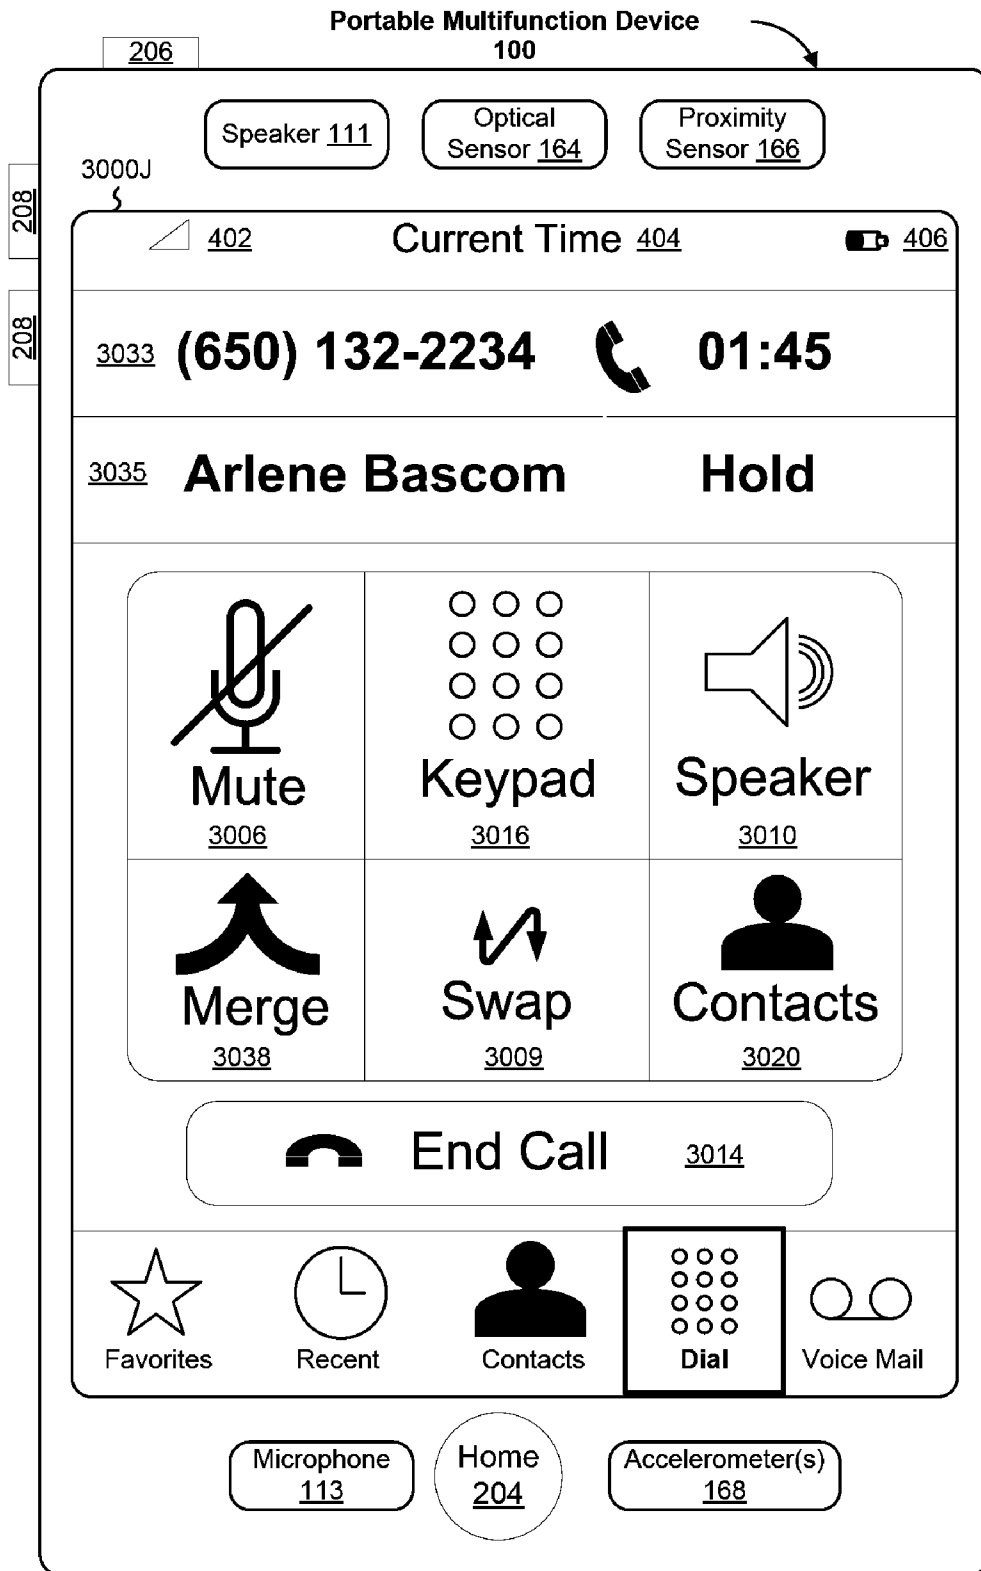 Portable Multifunction Device
100
206
Speaker 111
Optical
Sensor 164
Proximity
Sensor 166
3000J
208
208
402 Current Time 404 406
3033 (650) 132-2234 01:45
3035 Arlene Bascom Hold
Mute
3006
Keypad
3016
Speaker
3010
Merge
3038
Swap
3009
Contacts
3020
End Call 3014
Favorites Recent Contacts Dial Voice Mail
Microphone
113
Home
204
Accelerometer(s)
168